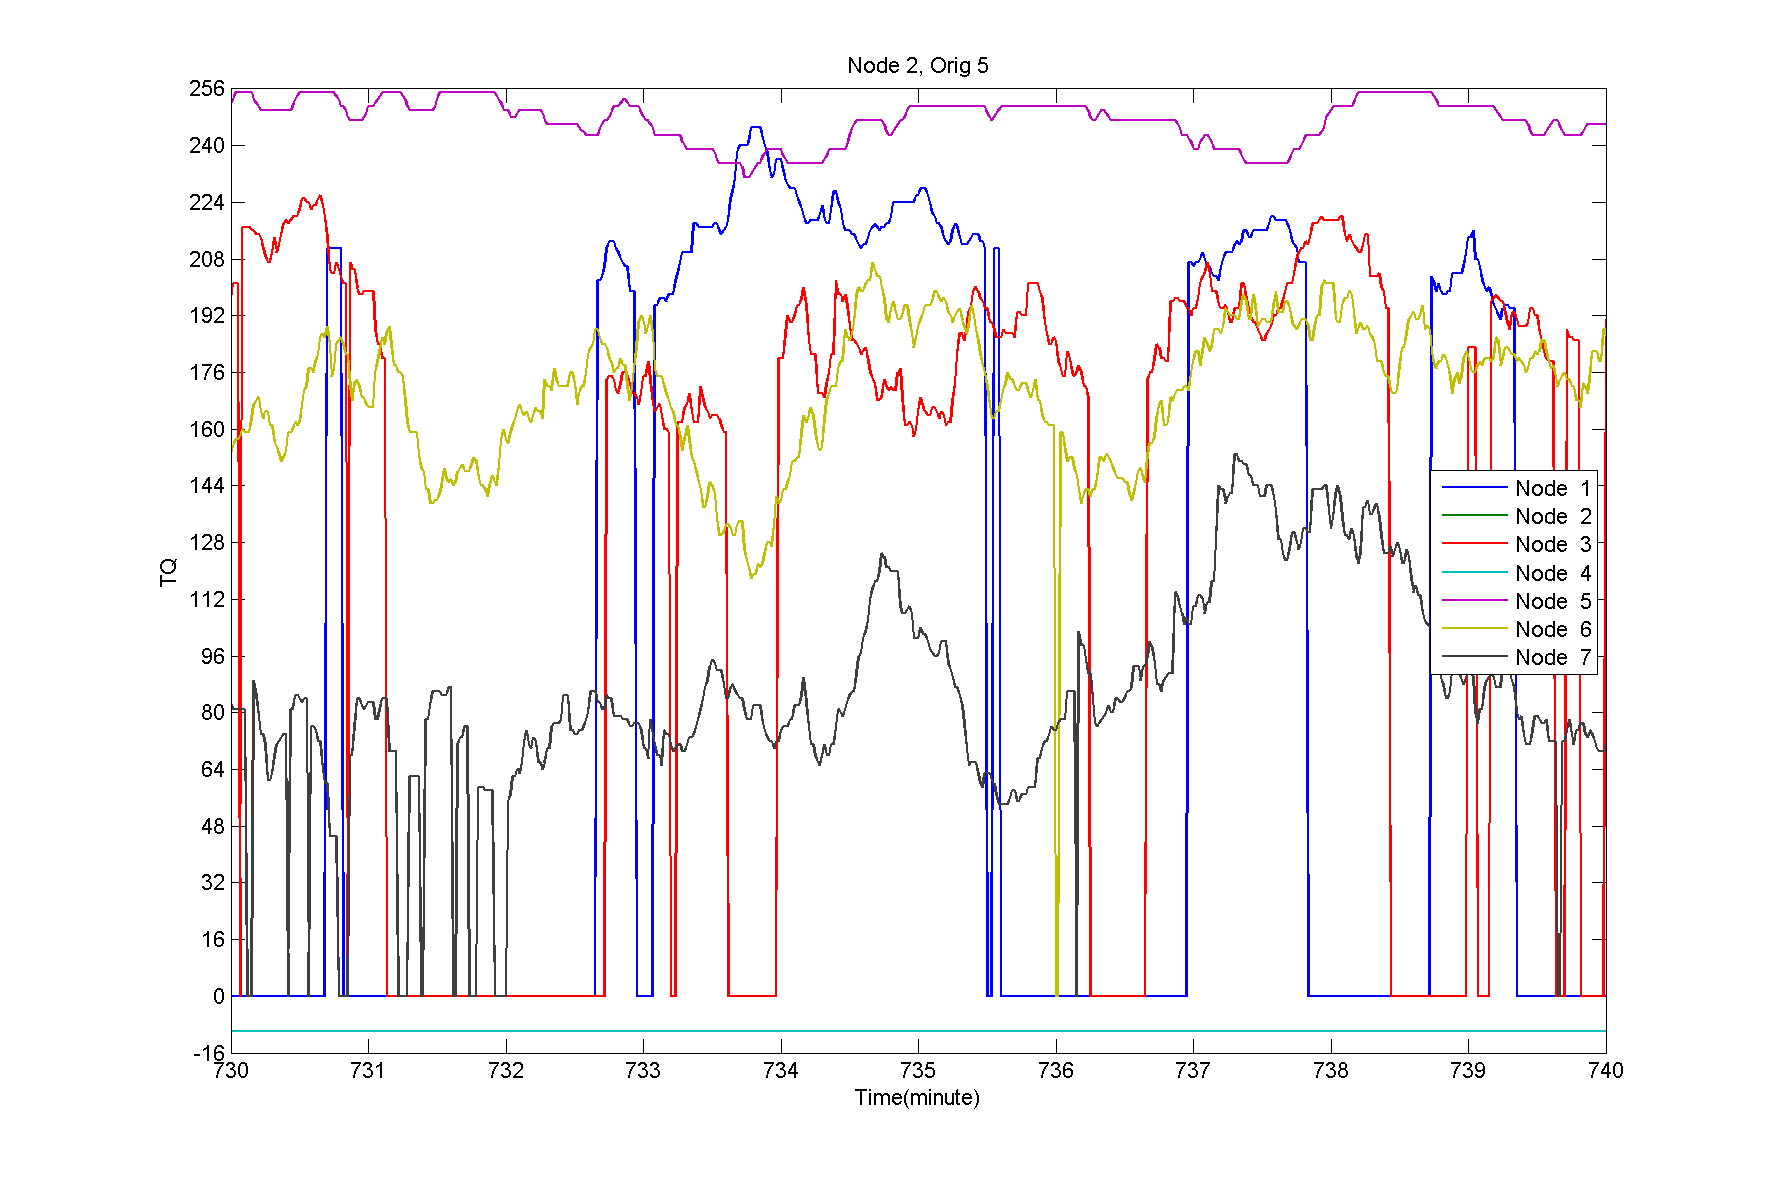 Node 2, Orig 5
256
240
224
208
192
176
160
144
128
112
96
80
64
48
32
16
0
-16
TQ
Node 1
Node 2
Node 3
Node 4
Node 5
Node 6
Node 7
730 731 732 733 734 735 736 737 738 739 740
Time(minute)